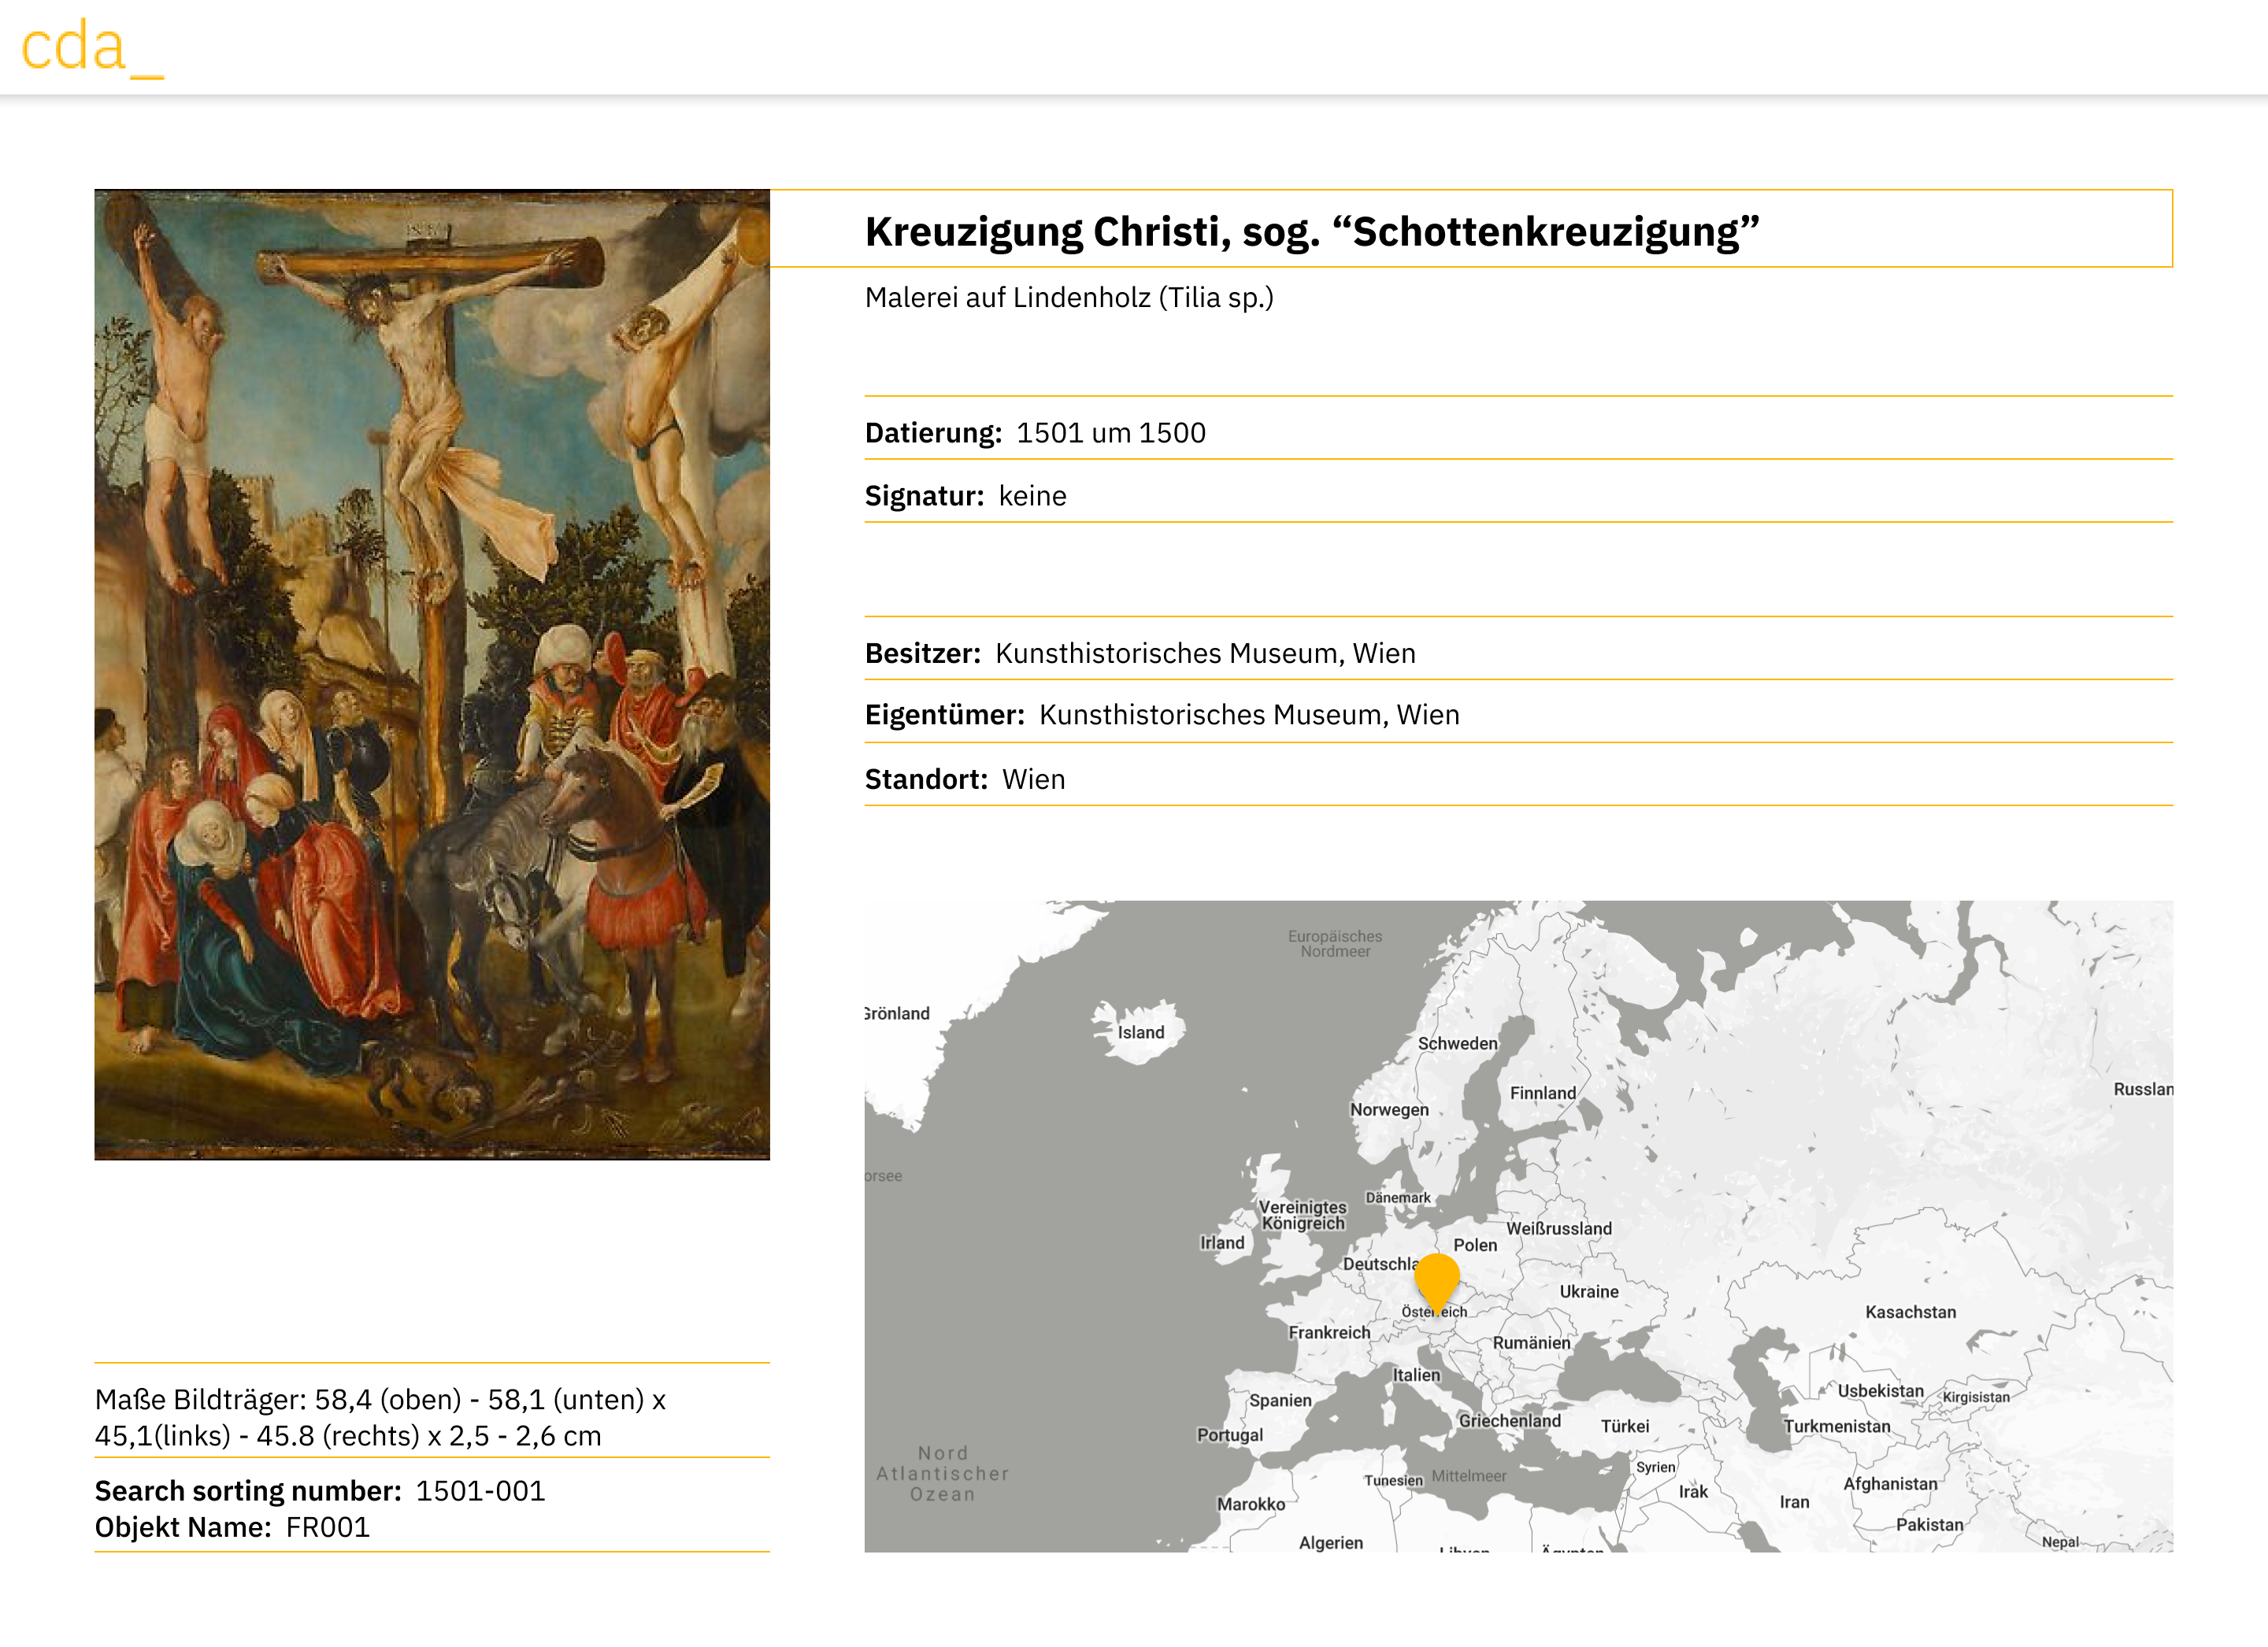 cda_
Kreuzigung Christi, sog. “Schottenkreuzigung”
Malerei auf Lindenholz (Tilia sp.)
Datierung: 1501 um 1500
Signatur: keine
Besitzer: Kunsthistorisches Museum, Wien
Eigentümer: Kunsthistorisches Museum, Wien
Standort: Wien
Maße Bildträger: 58,4 (oben) - 58,1 (unten) x
45,1(links) - 45.8 (rechts) x 2,5 - 2,6 cm
Search sorting number: 1501-001
Objekt Name: FR001
Europäisches
Nordmeer
Grönland
Island
Schweden
Finnland
Norwegen
Russlan
orsee
Dänemark
Vereinigtes
Königreich
Irland
Weißrussland
Polen
Deutschla
Ukraine
Österreich
Kasachstan
Frankreich
Rumänien
Italien
Spanien
Usbekistan
Kirgisistan
Griechenland
Türkei
Turkmenistan
Portugal
Nord
Atlantischer
Ozean
Tunesien
Mittelmeer
Syrien
Irak
Afghanistan
Iran
Marokko
Pakistan
Algerien
Libyen
Ägypten
Nepal